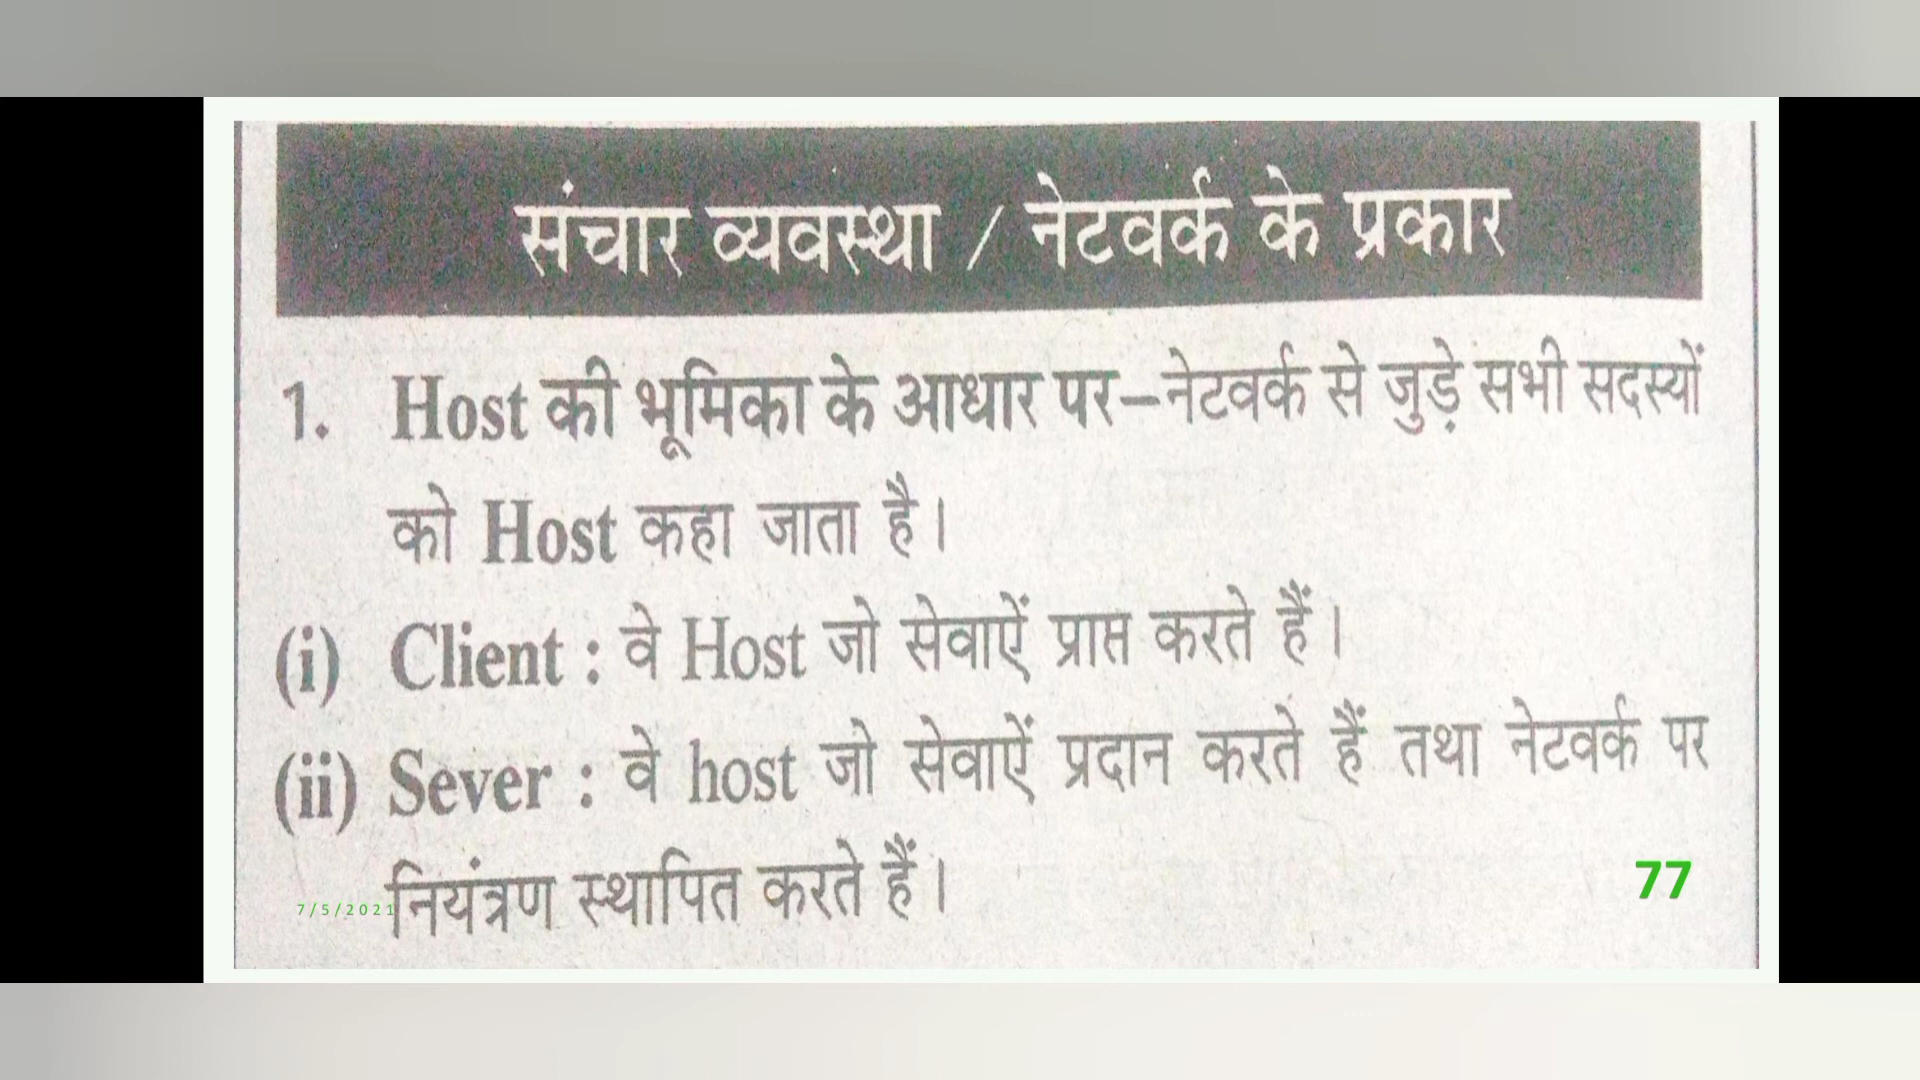 संचार व्यवस्था / नेटवर्क के प्रकार
1. Host की भूमिका के आधार पर–नेटवर्क से जुड़े सभी सदस्यों
को Host कहा जाता है।
(i) Client : वे Host जो सेवाऐं प्राप्त करते हैं।
(ii) Sever : वे host जो सेवाऐं प्रदान करते हैं तथा नेटवर्क पर
नियंत्रण स्थापित करते हैं।
7/5/2021
77